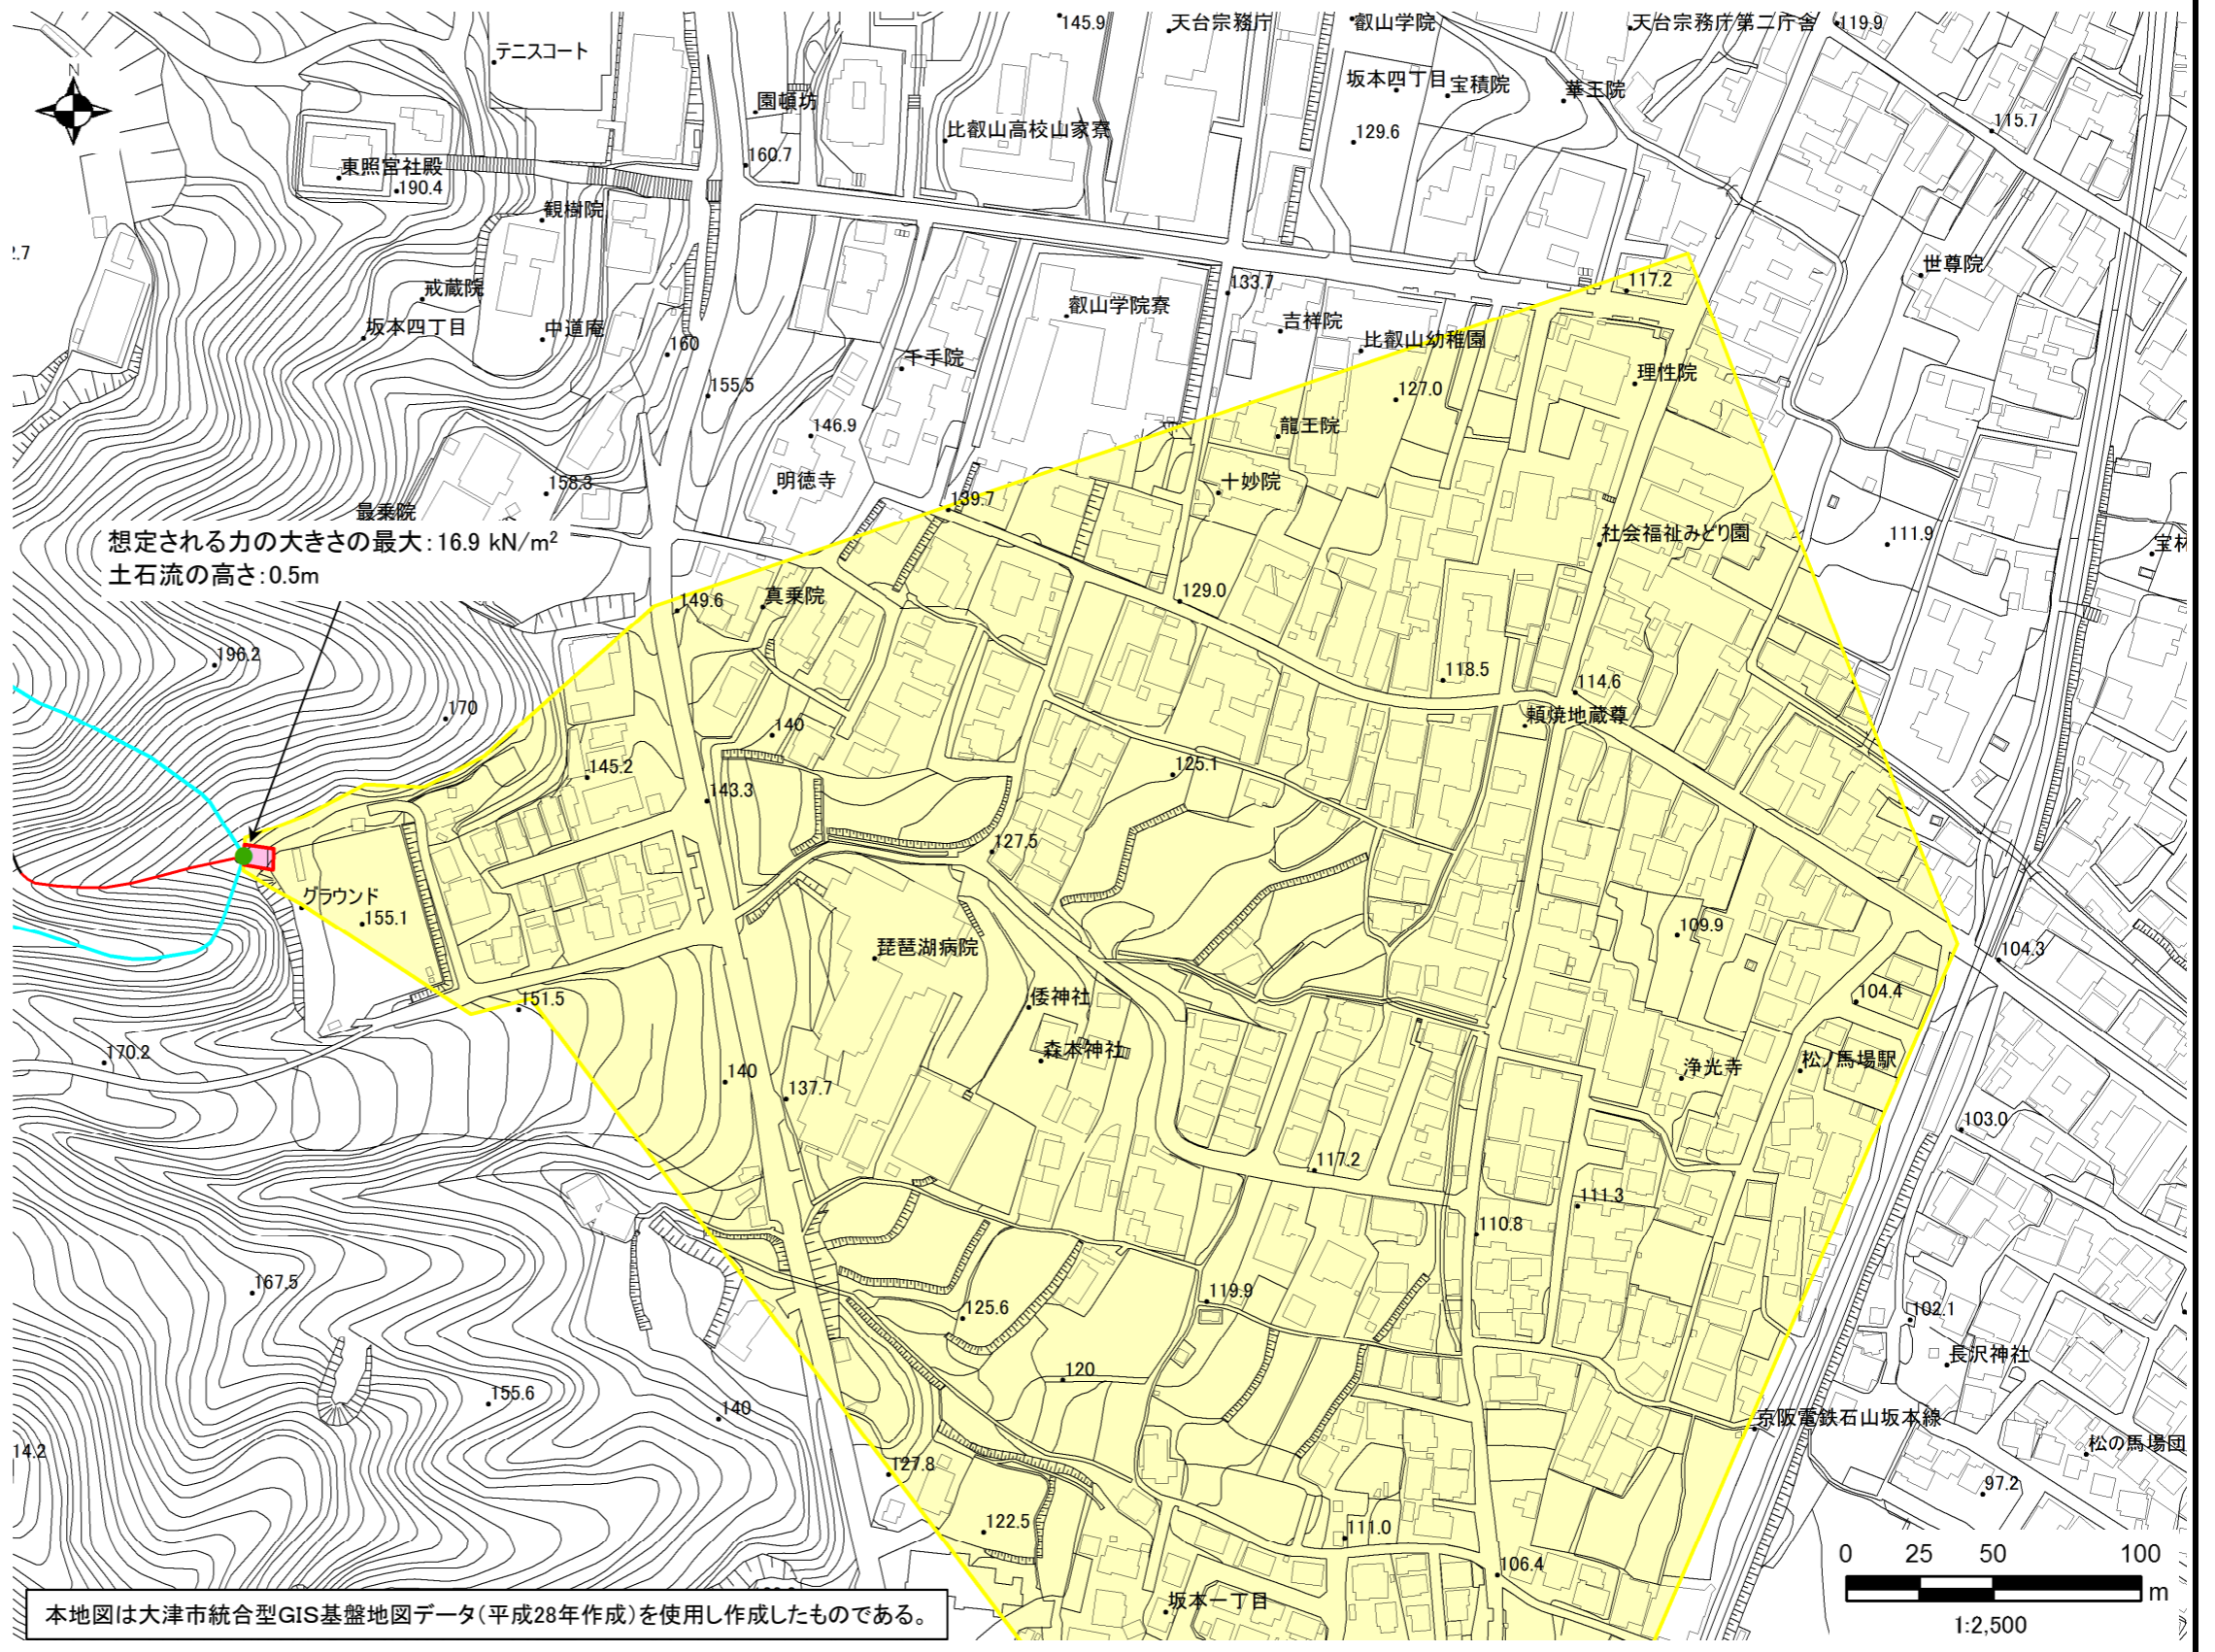 145.9
天台宗務庁
叡山学院
天台宗務庁第二庁舎
119.9
テニスコート
N
坂本四丁目
宝積院
華王院
園頓坊
比叡山高校山家寮
129.6
115.7
160.7
東照宮社殿
190.4
観樹院
世尊院
133.7
117.2
戒蔵院
叡山学院寮
坂本四丁目
中道庵
吉祥院
比叡山幼稚園
160
千手院
理性院
155.5
127.0
146.9
龍王院
158.3
明徳寺
十妙院
139.7
最乗院
社会福祉みどり園
111.9
想定される力の大きさの最大:16.9 kN/m²
土石流の高さ:0.5m
149.6
真乗院
129.0
196.2
118.5
114.6
170
頼焼地蔵尊
140
145.2
125.1
143.3
127.5
グラウンド
155.1
109.9
琵琶湖病院
104.3
151.5
倭神社
104.4
170.2
森本神社
浄光寺
松ノ馬場駅
140
137.7
103.0
117.2
111.3
110.8
167.5
119.9
125.6
102.1
長沢神社
120
155.6
140
京阪電鉄石山坂本線
14.2
松の馬場団
127.8
97.2
122.5
111.0
106.4
0 25 50 100
m
1:2,500
坂本一丁目
本地図は大津市統合型GIS基盤地図データ(平成28年作成)を使用し作成したものである。